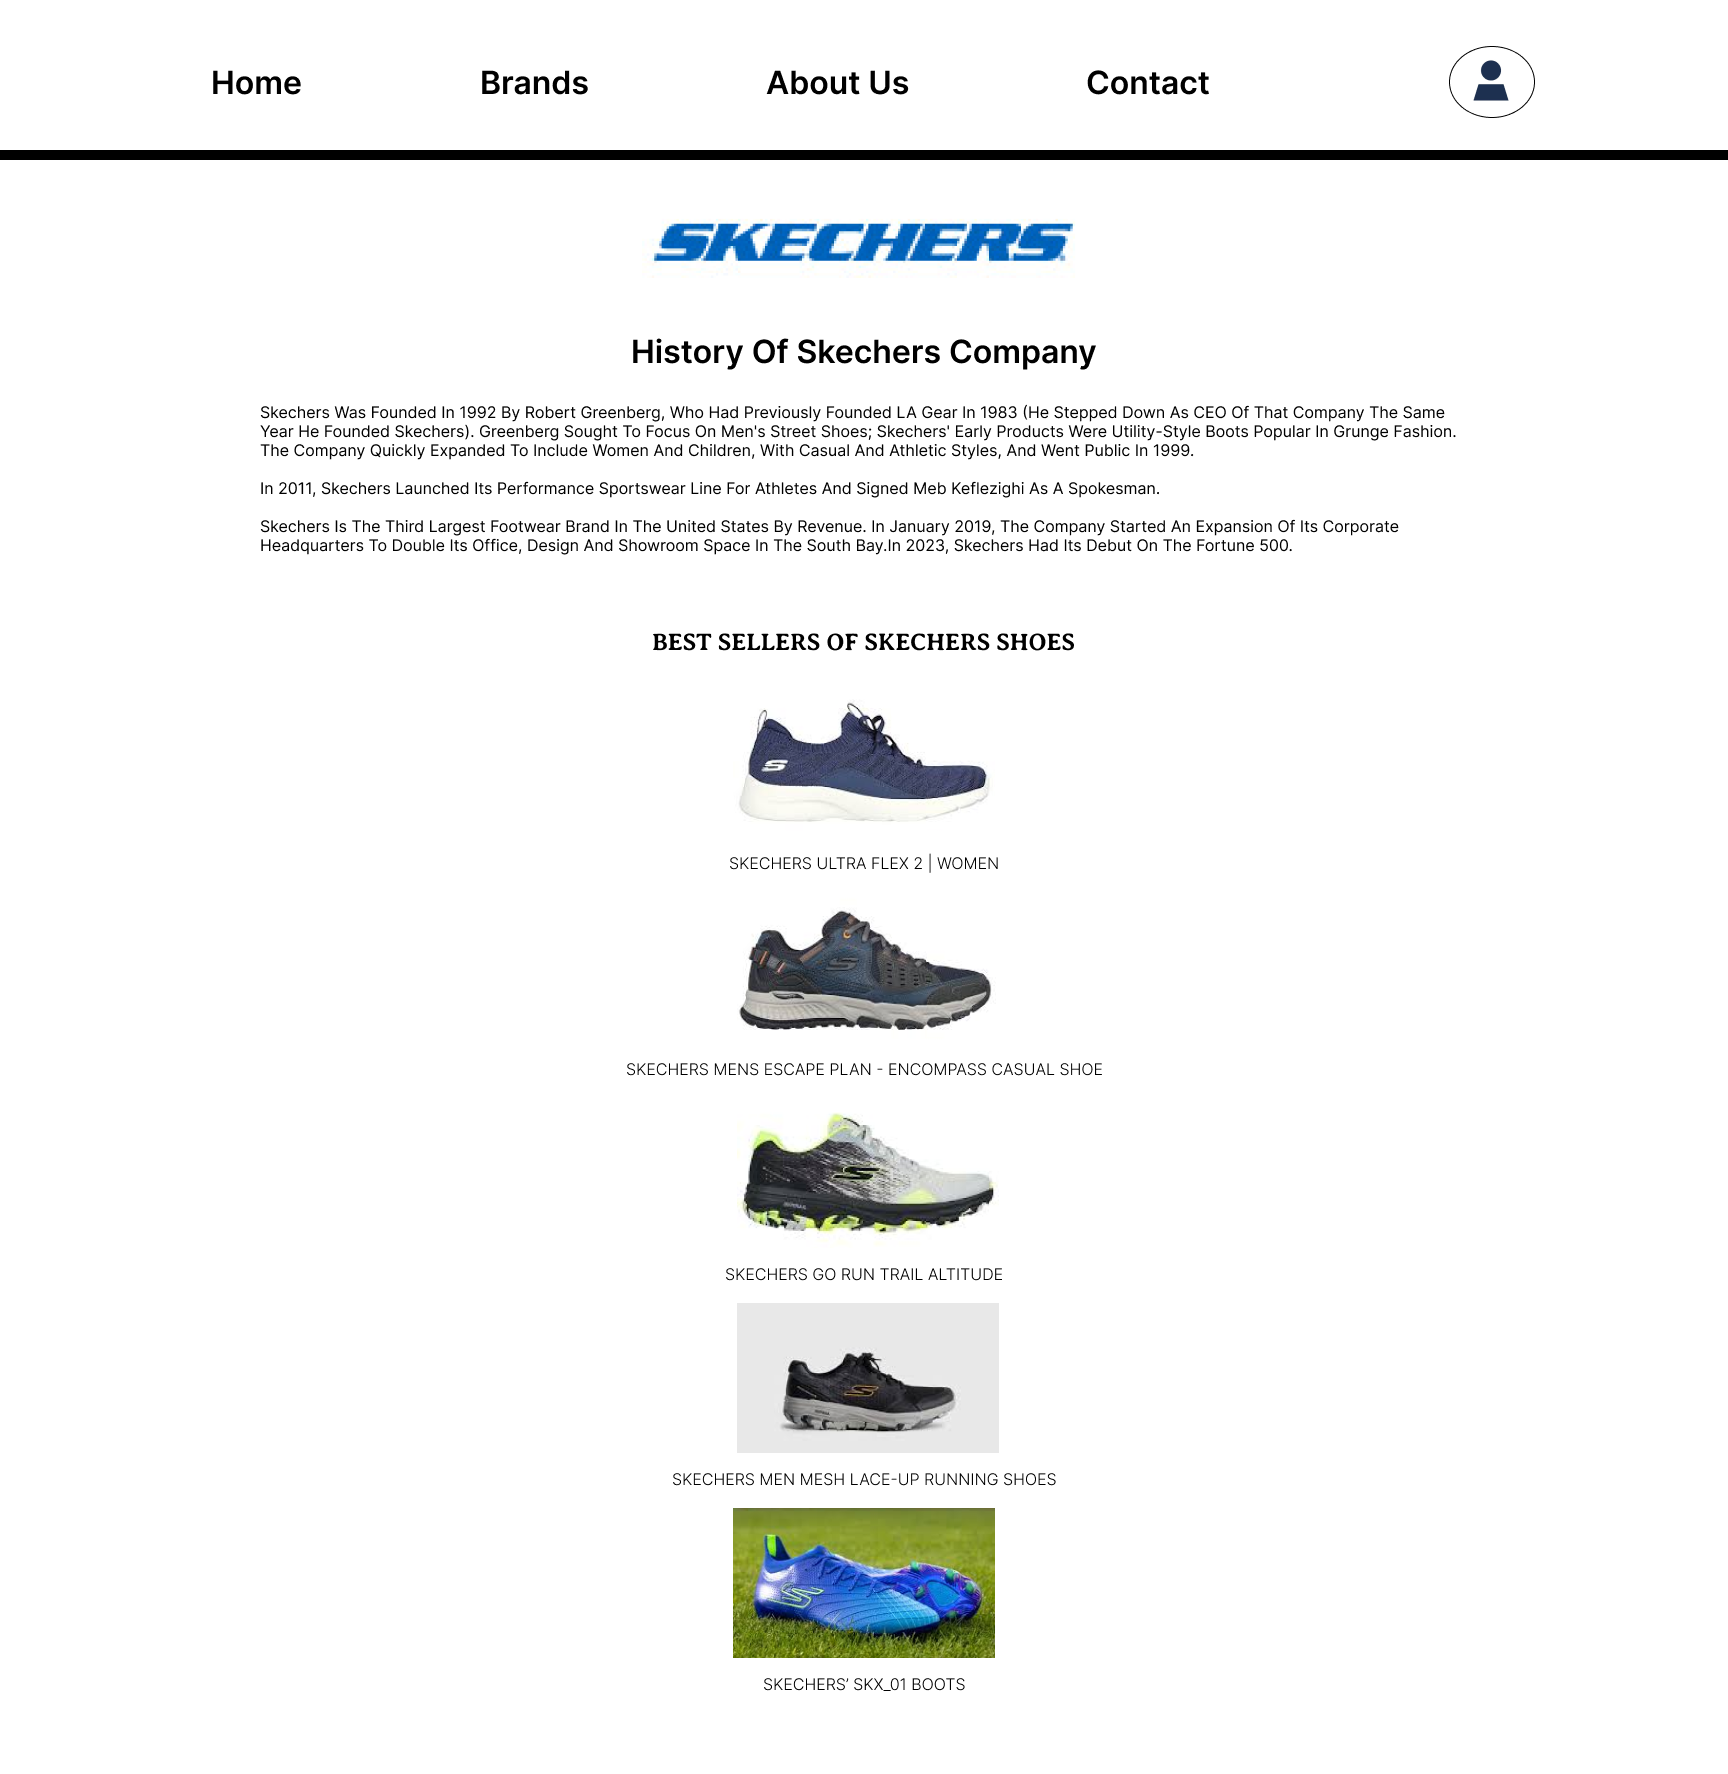 Home Brands About Us Contact
SKECHERS
History Of Skechers Company
Skechers Was Founded In 1992 By Robert Greenberg, Who Had Previously Founded LA Gear In 1983 (He Stepped Down As CEO Of That Company The Same
Year He Founded Skechers). Greenberg Sought To Focus On Men's Street Shoes; Skechers' Early Products Were Utility-Style Boots Popular In Grunge Fashion.
The Company Quickly Expanded To Include Women And Children, With Casual And Athletic Styles, And Went Public In 1999.
In 2011, Skechers Launched Its Performance Sportswear Line For Athletes And Signed Meb Keflezighi As A Spokesman.
Skechers Is The Third Largest Footwear Brand In The United States By Revenue. In January 2019, The Company Started An Expansion Of Its Corporate
Headquarters To Double Its Office, Design And Showroom Space In The South Bay.In 2023, Skechers Had Its Debut On The Fortune 500.
BEST SELLERS OF SKECHERS SHOES
SKECHERS ULTRA FLEX 2 | WOMEN
SKECHERS MENS ESCAPE PLAN - ENCOMPASS CASUAL SHOE
SKECHERS GO RUN TRAIL ALTITUDE
SKECHERS MEN MESH LACE-UP RUNNING SHOES
SKECHERS’ SKX_01 BOOTS